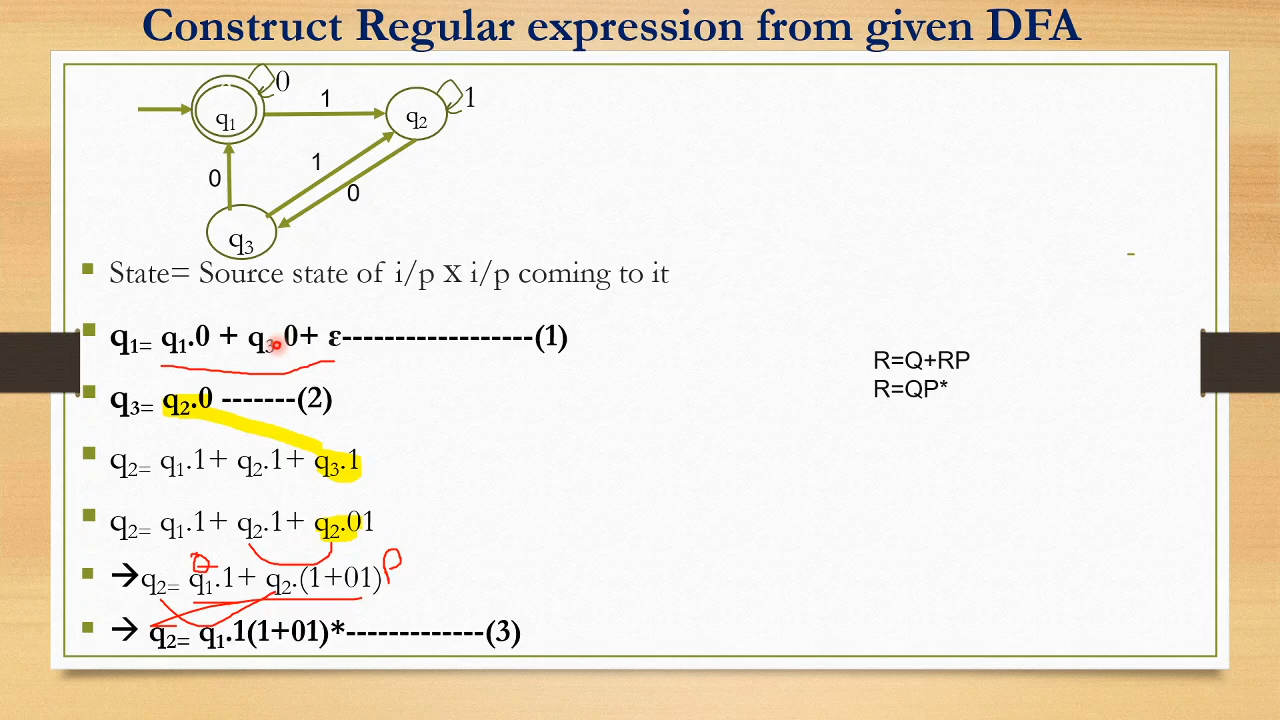 Construct Regular expression from given DFA
0
1
q₁
q₂
1
1
0
0
q₃
State= Source state of i/p x i/p coming to it
q₁₌ q₁.0 + q₃.0+ ε------------------(1)
R=Q+RP
R=QP*
q₃₌ q₂.0 -------(2)
q₂₌ q₁.1+ q₂.1+ q₃.1
q₂₌ q₁.1+ q₂.1+ q₂.01
Q
P
→q₂₌ q₁.1+ q₂.(1+01)
→ q₂₌ q₁.1(1+01)*-------------(3)